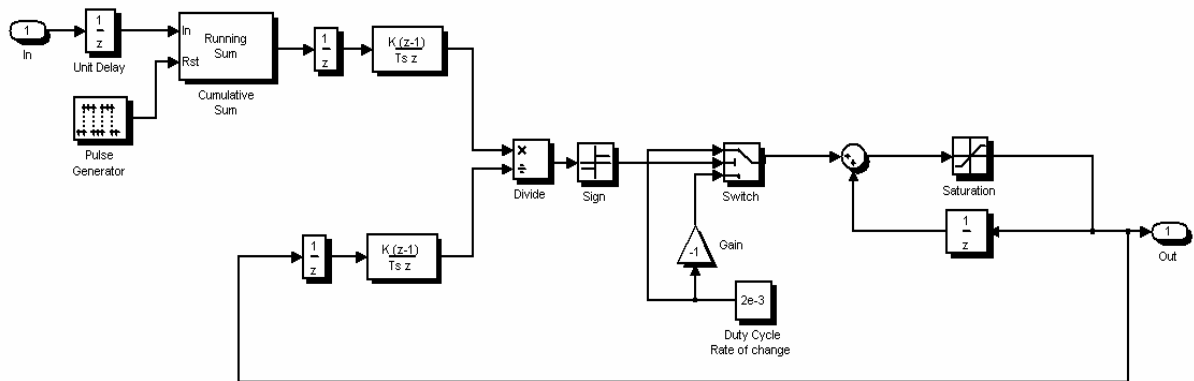 1
In
1
z
Unit Delay
In
Rst
Running
Sum
Cumulative
Sum
Pulse
Generator
1
z
K (z-1)
Ts z
×
÷
Divide
Sign
Switch
-1
Gain
2e-3
Duty Cycle
Rate of change
+
+
Saturation
1
z
1
Out
1
z
K (z-1)
Ts z